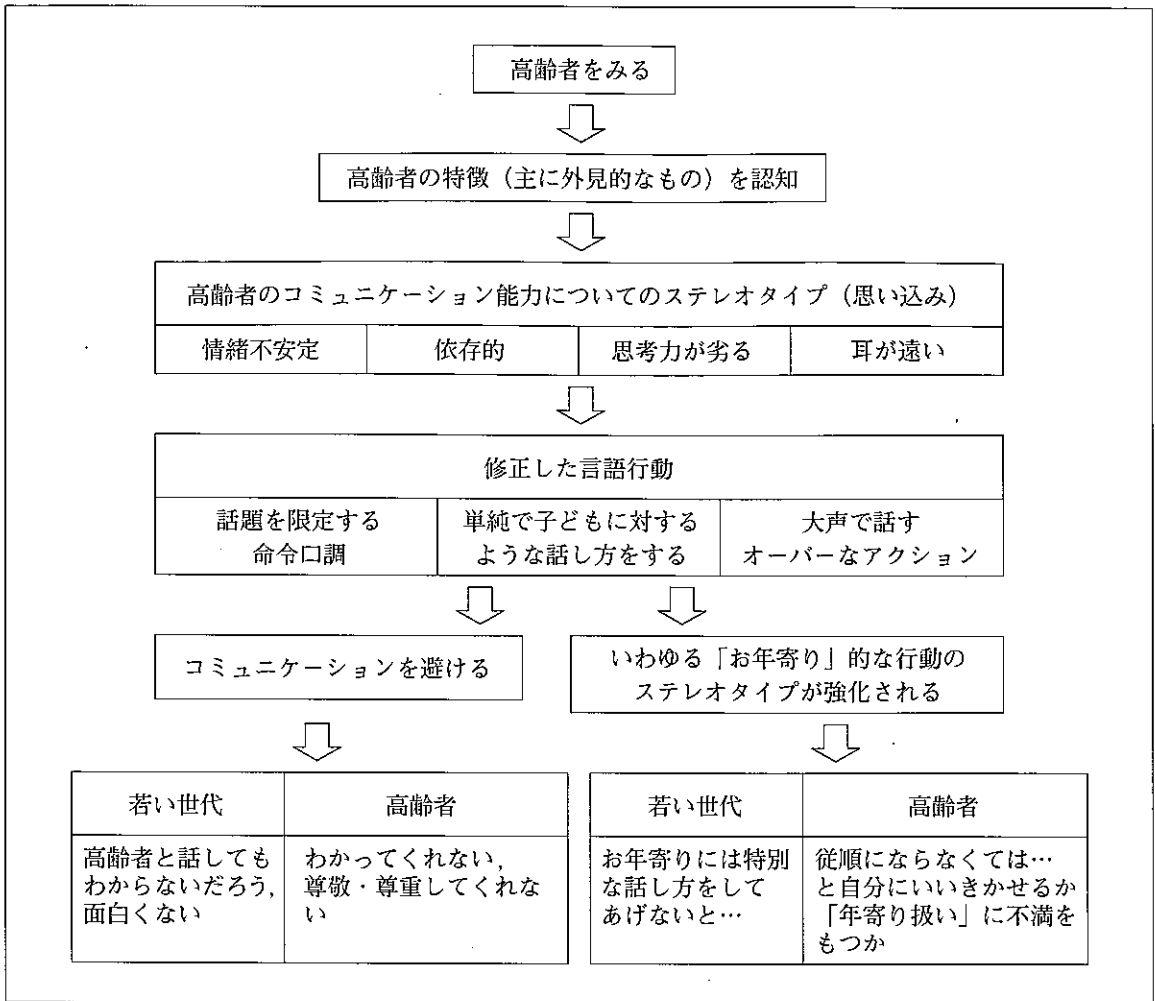 高齢者をみる
高齢者の特徴（主に外見的なもの）を認知
高齢者のコミュニケーション能力についてのステレオタイプ（思い込み）
情緒不安定
依存的
思考力が劣る
耳が遠い
修正した言語行動
話題を限定する
命令口調
単純で子どもに対する
ような話し方をする
大声で話す
オーバーなアクション
コミュニケーションを避ける
いわゆる「お年寄り」的な行動の
ステレオタイプが強化される
若い世代
高齢者
高齢者と話しても
わからないだろう，
面白くない
わかってくれない，
尊敬・尊重してくれな
い
若い世代
高齢者
お年寄りには特別
な話し方をして
あげないと…
従順にならなくては…
と自分にいいきかせるか
「年寄り扱い」に不満を
もつか